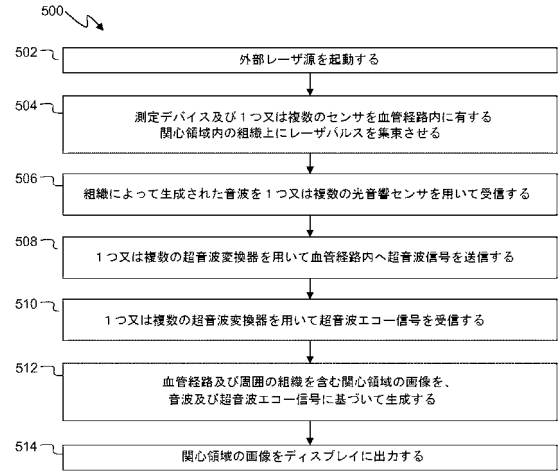 500
502
外部レーザ源を起動する
504
測定デバイス及び1つ又は複数のセンサを血管経路内に有する
関心領域内の組織上にレーザパルスを集束させる
506
組織によって生成された音波を1つ又は複数の光音響センサを用いて受信する
508
1つ又は複数の超音波変換器を用いて血管経路内へ超音波信号を送信する
510
1つ又は複数の超音波変換器を用いて超音波エコー信号を受信する
512
血管経路及び周囲の組織を含む関心領域の画像を、
音波及び超音波エコー信号に基づいて生成する
514
関心領域の画像をディスプレイに出力する